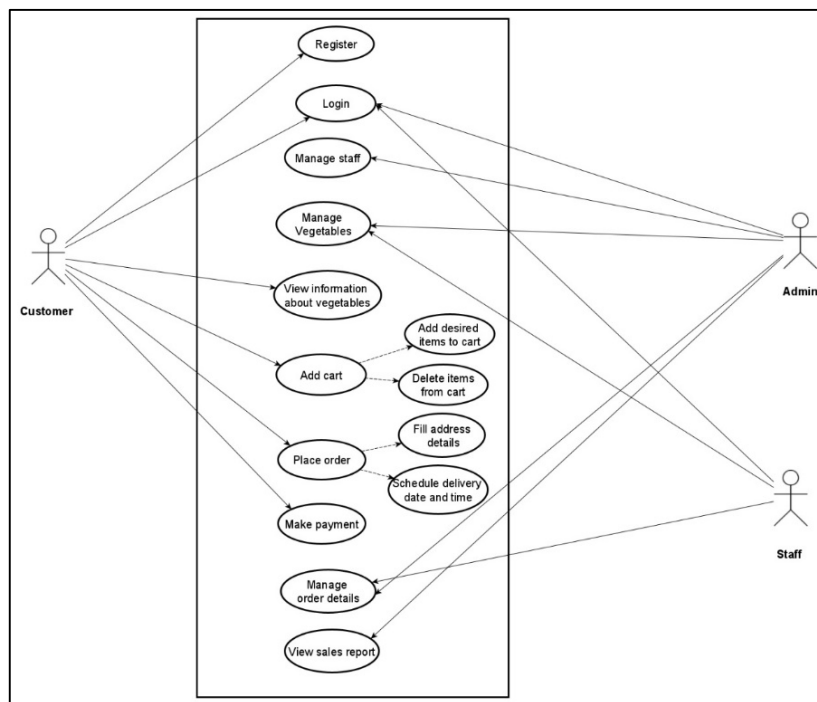 Register
Login
Manage staff
Manage
Vegetables
View information
about vegetables
Customer
Admin
Add desired
items to cart
Add cart
Delete items
from cart
Fill address
details
Place order
Schedule delivery
date and time
Make payment
Staff
Manage
order details
View sales report